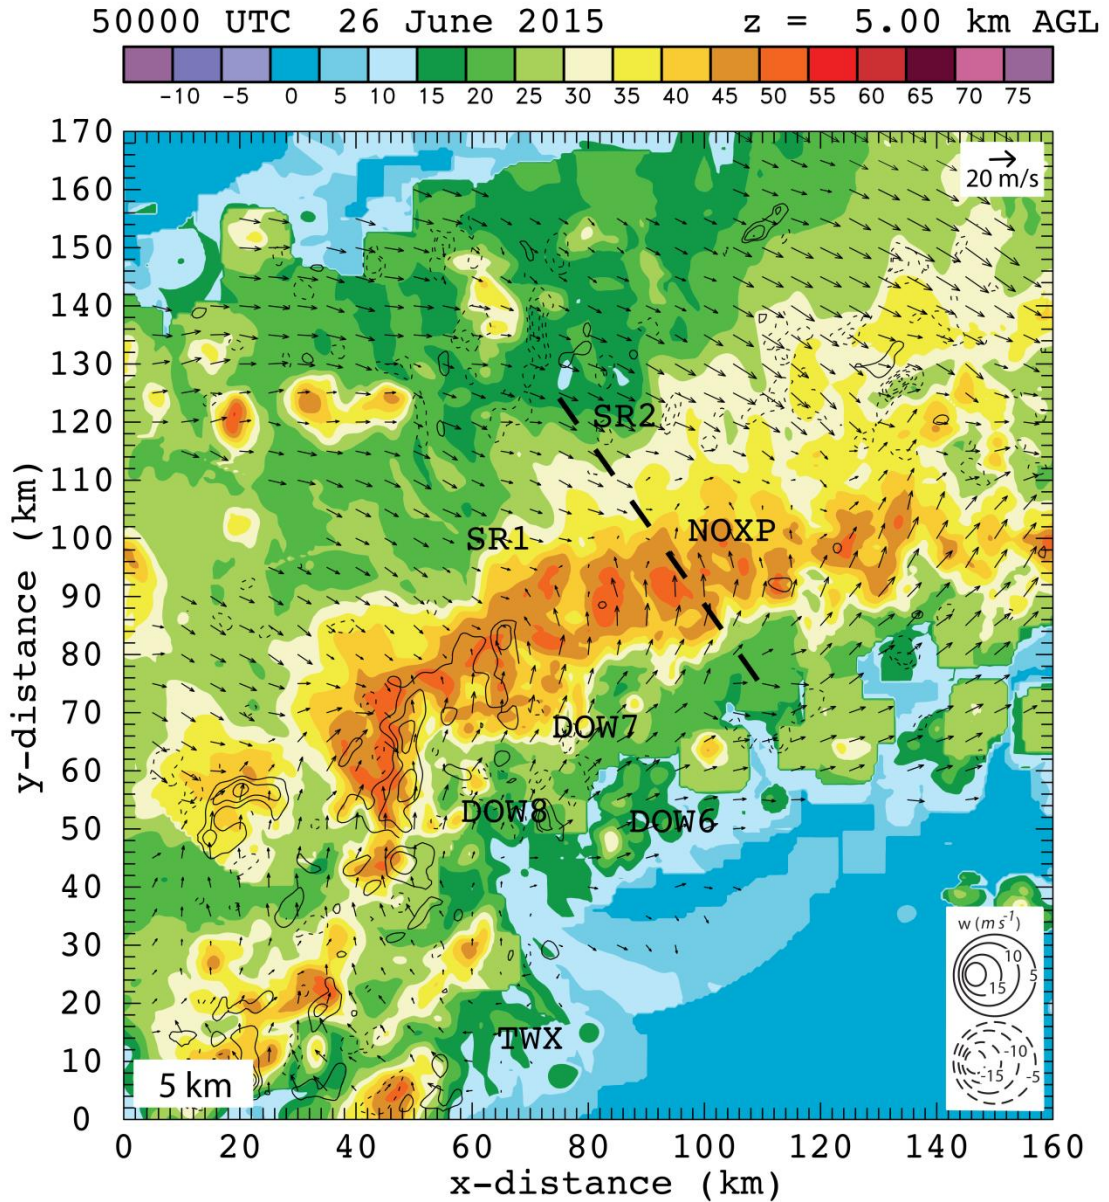 50000 UTC 26 June 2015 z = 5.00 km AGL
-10 -5 0 5 10 15 20 25 30 35 40 45 50 55 60 65 70 75
170
160
150
140
130
120
110
100
90
80
70
60
50
40
30
20
10
0
y-distance (km)
20 m/s
SR2
SR1
NOXP
DOW7
DOW8
DOW6
TWX
5 km
w (m s⁻¹)
10
5
15
-10
-5
-15
0 20 40 60 80 100 120 140 160
x-distance (km)